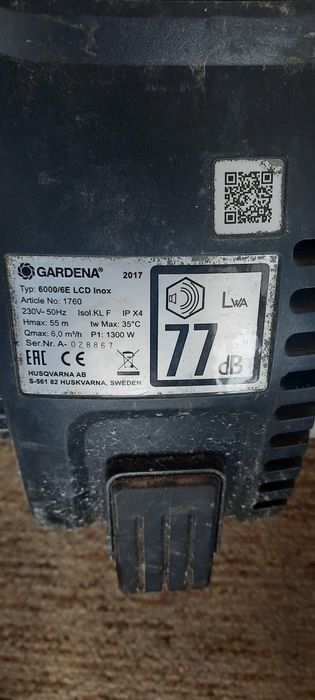 GARDENA® 2017
Typ: 6000/6E LCD Inox
Article No: 1760
230V~50Hz Isol.KL F IP X4
Hmax: 55 m tw Max: 35°C
Qmax: 6,0 m³/h P1: 1300 W
Ser.Nr. A- 028867
EAC CE
HUSQVARNA AB
S-561 82 HUSKVARNA, SWEDEN
LWA
77
dB